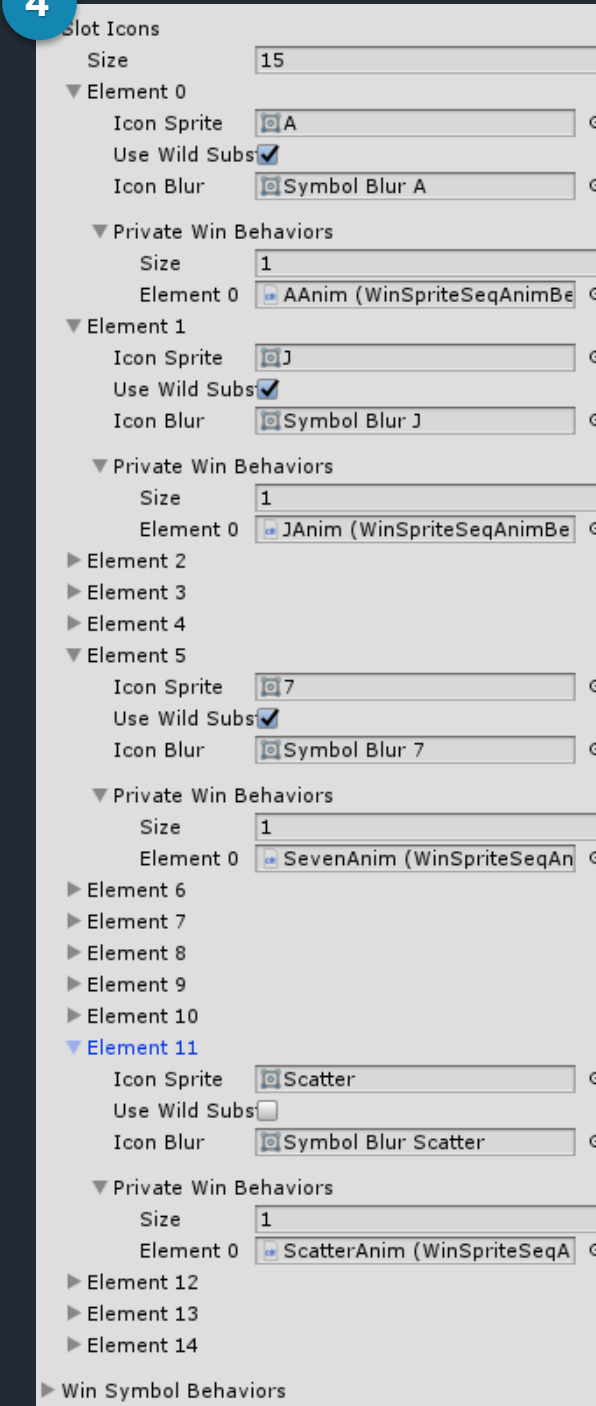 4
Slot Icons
Size 15
Element 0
Icon Sprite A
Use Wild Subs
Icon Blur Symbol Blur A
Private Win Behaviors
Size 1
Element 0 AAnim (WinSpriteSeqAnimBe
Element 1
Icon Sprite J
Use Wild Subs
Icon Blur Symbol Blur J
Private Win Behaviors
Size 1
Element 0 JAnim (WinSpriteSeqAnimBe
Element 2
Element 3
Element 4
Element 5
Icon Sprite 7
Use Wild Subs
Icon Blur Symbol Blur 7
Private Win Behaviors
Size 1
Element 0 SevenAnim (WinSpriteSeqAn
Element 6
Element 7
Element 8
Element 9
Element 10
Element 11
Icon Sprite Scatter
Use Wild Subs
Icon Blur Symbol Blur Scatter
Private Win Behaviors
Size 1
Element 0 ScatterAnim (WinSpriteSeqA
Element 12
Element 13
Element 14
Win Symbol Behaviors